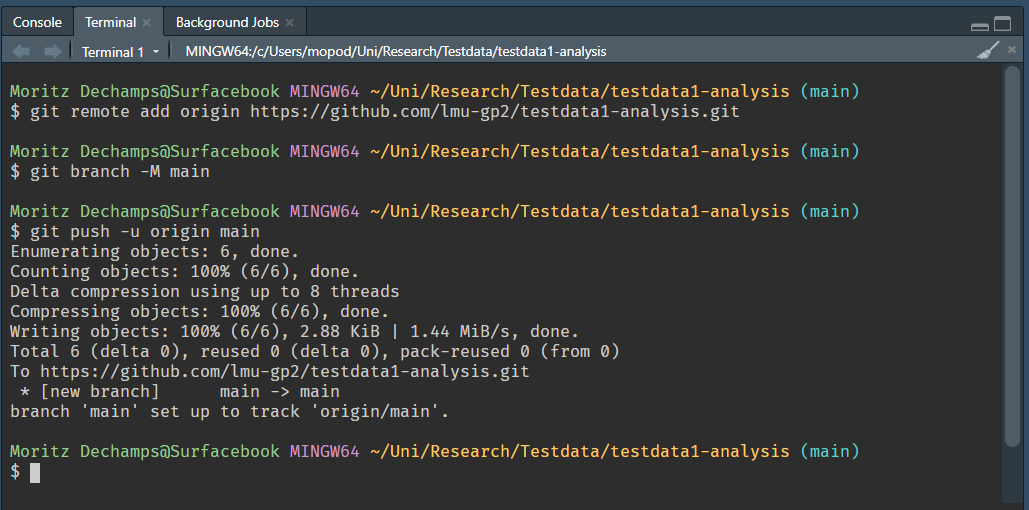 Console Terminal Background Jobs
Terminal 1 MINGW64:/c/Users/mopod/Uni/Research/Testdata/testdata1-analysis
Moritz Dechamps@Surfacebook MINGW64 ~/Uni/Research/Testdata/testdata1-analysis (main)
$ git remote add origin https://github.com/lmu-gp2/testdata1-analysis.git
Moritz Dechamps@Surfacebook MINGW64 ~/Uni/Research/Testdata/testdata1-analysis (main)
$ git branch -M main
Moritz Dechamps@Surfacebook MINGW64 ~/Uni/Research/Testdata/testdata1-analysis (main)
$ git push -u origin main
Enumerating objects: 6, done.
Counting objects: 100% (6/6), done.
Delta compression using up to 8 threads
Compressing objects: 100% (6/6), done.
Writing objects: 100% (6/6), 2.88 KiB | 1.44 MiB/s, done.
Total 6 (delta 0), reused 0 (delta 0), pack-reused 0 (from 0)
To https://github.com/lmu-gp2/testdata1-analysis.git
 * [new branch]      main -> main
branch 'main' set up to track 'origin/main'.
Moritz Dechamps@Surfacebook MINGW64 ~/Uni/Research/Testdata/testdata1-analysis (main)
$